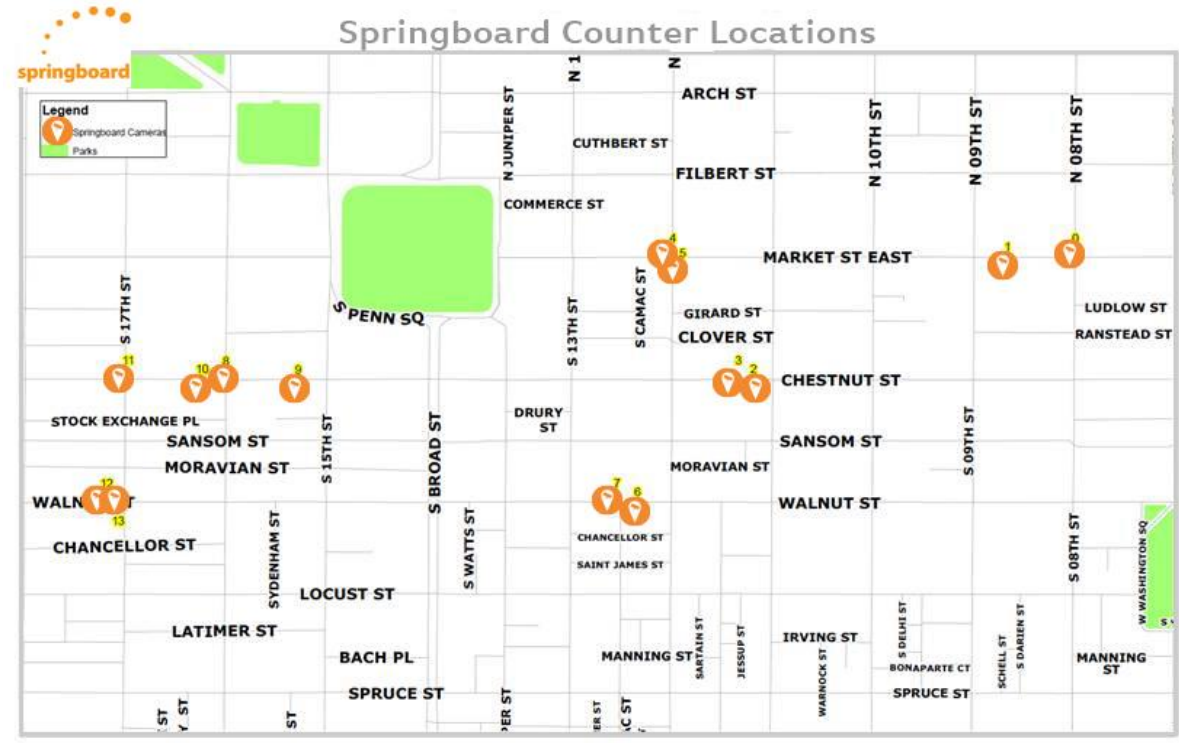 Springboard Counter Locations
springboard
Legend
Springboard Cameras
Parks
N 1
N
ARCH ST
N JUNIPER ST
CUTHBERT ST
N 10TH ST
N 09TH ST
N 08TH ST
FILBERT ST
COMMERCE ST
4
5
MARKET ST EAST
1
0
S 17TH ST
S PENN SQ
S 13TH ST
S CAMAC ST
GIRARD ST
CLOVER ST
LUDLOW ST
RANSTEAD ST
11
10
8
9
3
2
CHESTNUT ST
STOCK EXCHANGE PL
DRURY
ST
SANSOM ST
S 15TH ST
S BROAD ST
SANSOM ST
S 09TH ST
MORAVIAN ST
MORAVIAN ST
12
13
7
6
WALNUT ST
CHANCELLOR ST
SYDENHAM ST
S WATTS ST
CHANCELLOR ST
SAINT JAMES ST
S 08TH ST
W WASHINGTON SQ
LOCUST ST
LATIMER ST
BACH PL
MANNING ST
SARTAIN ST
JESSUP ST
IRVING ST
WARNOCK ST
S DELHI ST
BONAPARTE CT
SCHELL ST
S DARIEN ST
MANNING
ST
SPRUCE ST
SPRUCE ST
ST
Y ST
ST
PER ST
ER ST
AC ST